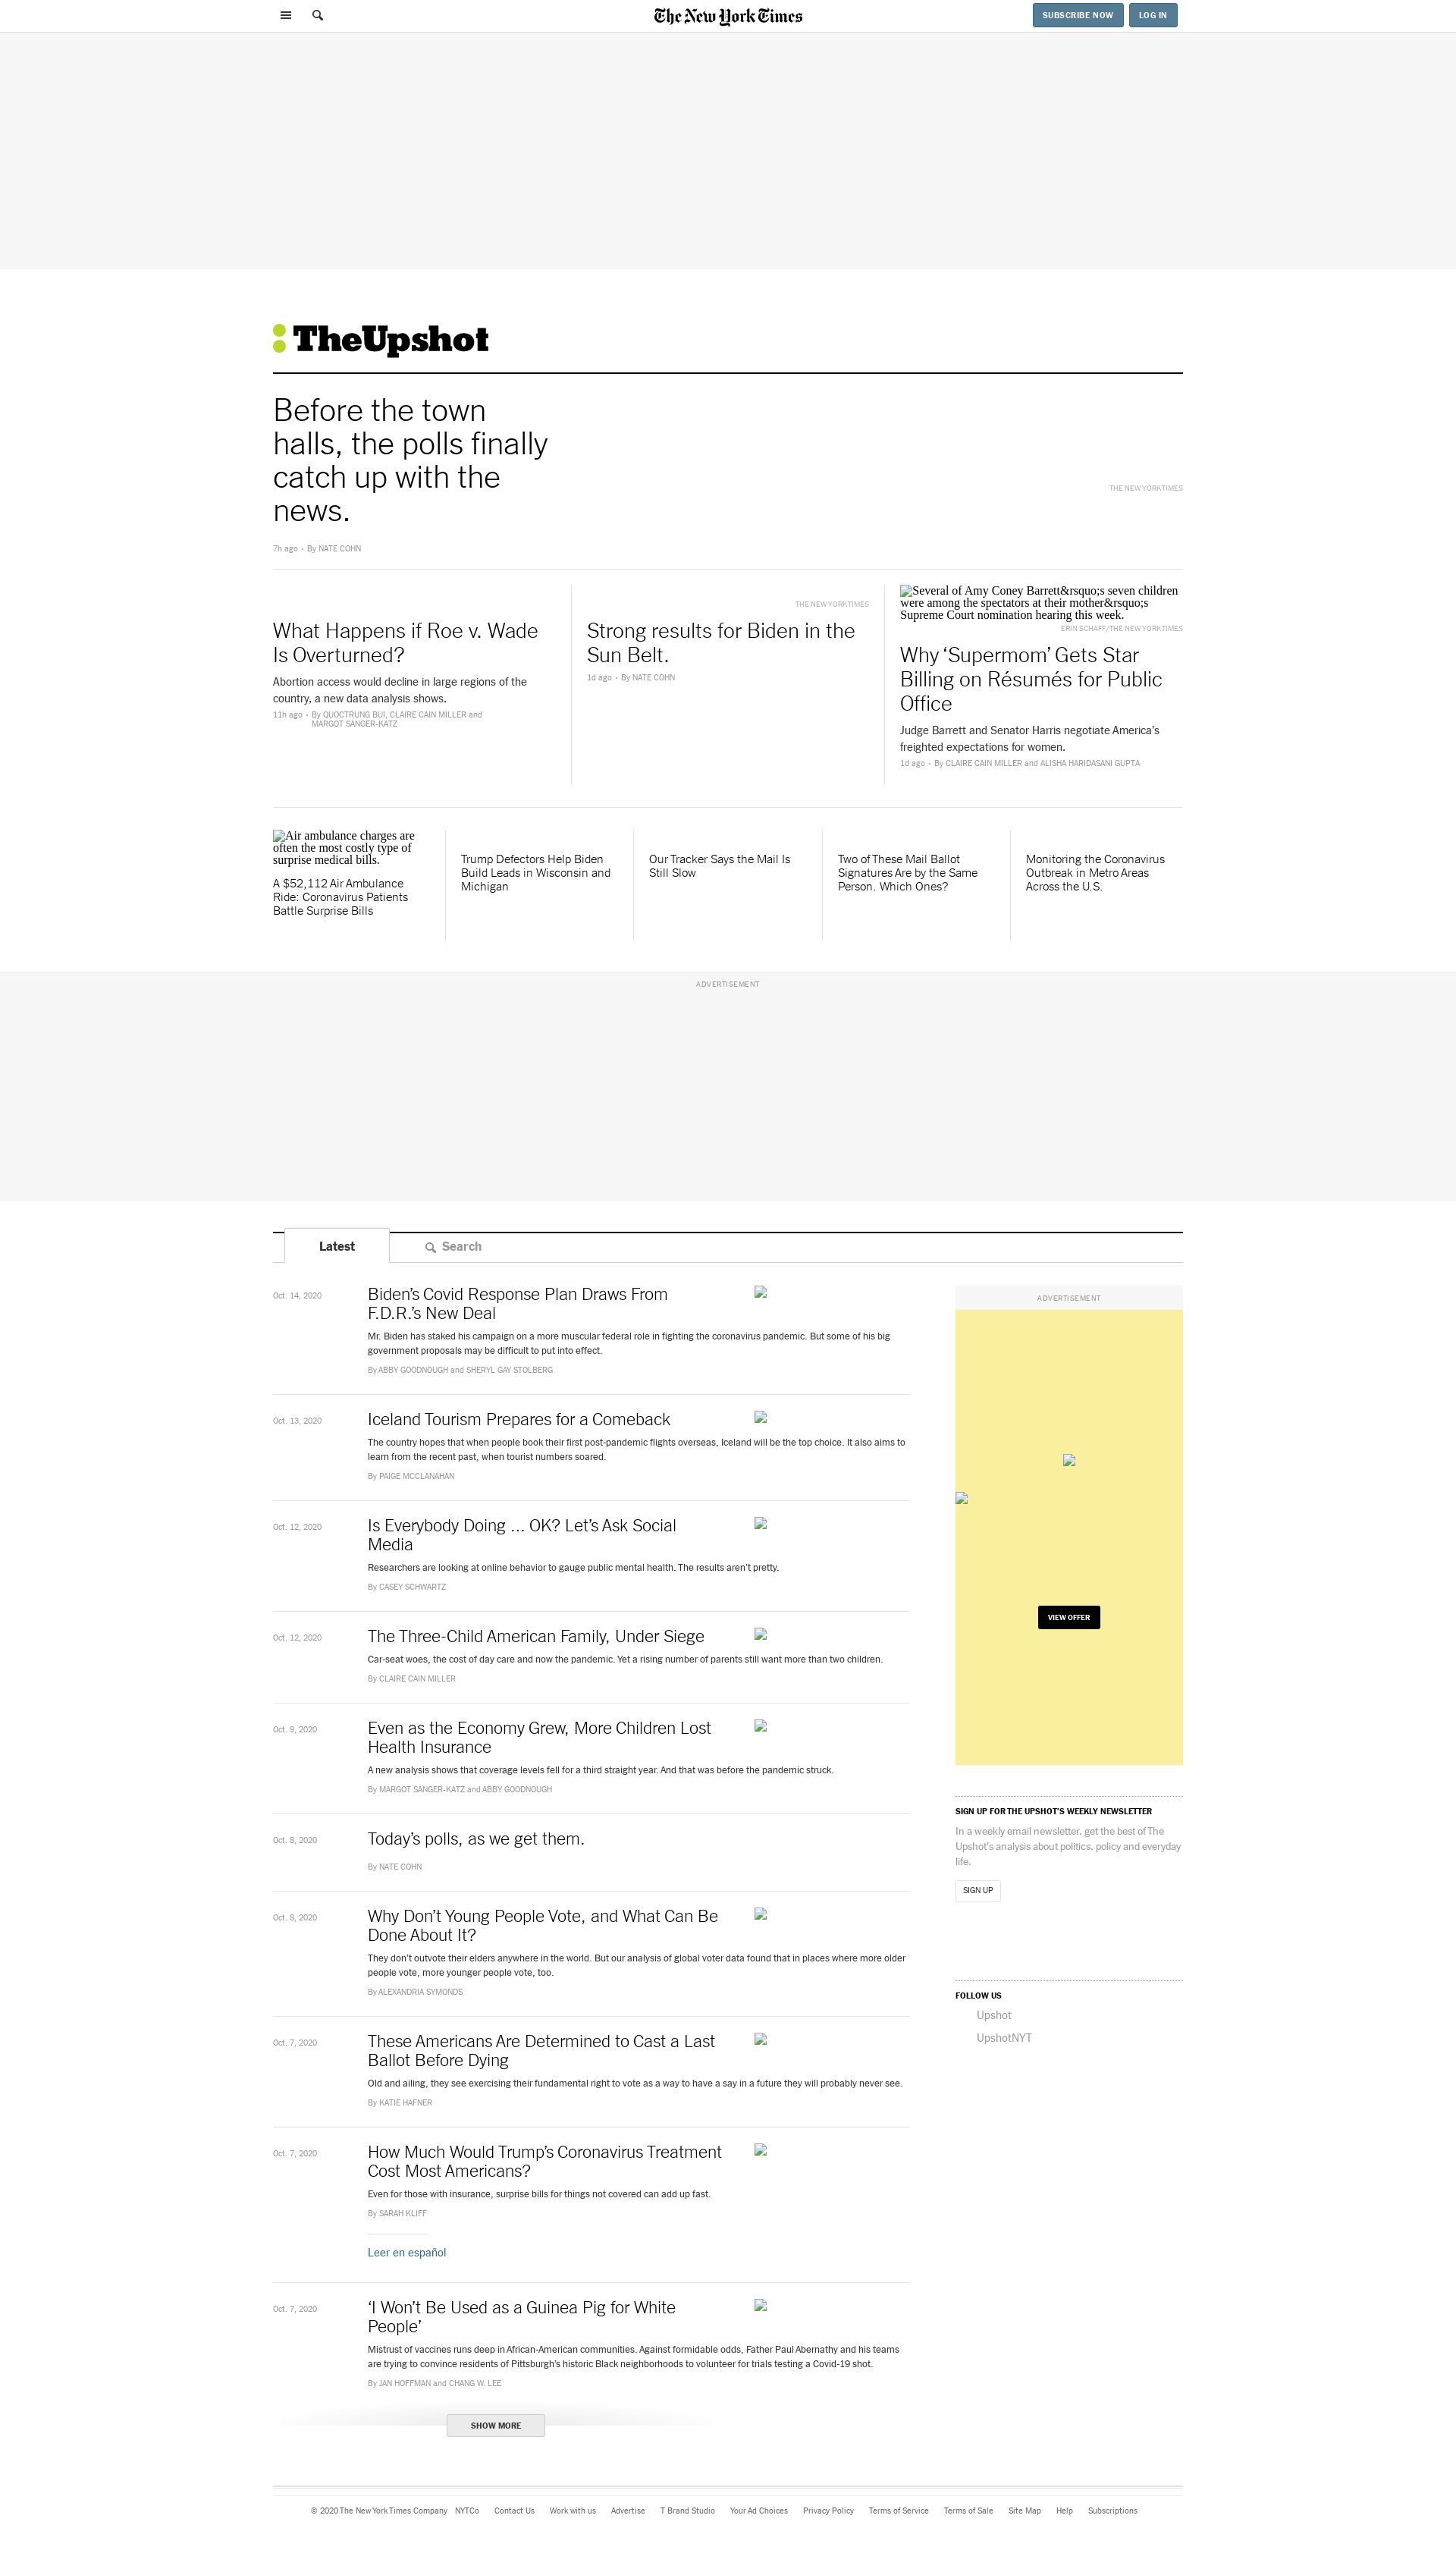 The New York Times
SUBSCRIBE NOW
LOG IN
TheUpshot
Before the town
halls, the polls finally
catch up with the
news.
THE NEW YORK TIMES
7h ago • By NATE COHN
What Happens if Roe v. Wade
Is Overturned?
Abortion access would decline in large regions of the
country, a new data analysis shows.
11h ago • By QUOCTRUNG BUI, CLAIRE CAIN MILLER and
MARGOT SANGER-KATZ
THE NEW YORK TIMES
Strong results for Biden in the
Sun Belt.
1d ago • By NATE COHN
Several of Amy Coney Barrett&rsquo;s seven children
were among the spectators at their mother&rsquo;s
Supreme Court nomination hearing this week.
ERIN SCHAFF/THE NEW YORK TIMES
Why ‘Supermom’ Gets Star
Billing on Résumés for Public
Office
Judge Barrett and Senator Harris negotiate America’s
freighted expectations for women.
1d ago • By CLAIRE CAIN MILLER and ALISHA HARIDASANI GUPTA
Air ambulance charges are
often the most costly type of
surprise medical bills.
A $52,112 Air Ambulance
Ride: Coronavirus Patients
Battle Surprise Bills
Trump Defectors Help Biden
Build Leads in Wisconsin and
Michigan
Our Tracker Says the Mail Is
Still Slow
Two of These Mail Ballot
Signatures Are by the Same
Person. Which Ones?
Monitoring the Coronavirus
Outbreak in Metro Areas
Across the U.S.
ADVERTISEMENT
Latest
Search
Oct. 14, 2020
Biden’s Covid Response Plan Draws From
F.D.R.’s New Deal
Mr. Biden has staked his campaign on a more muscular federal role in fighting the coronavirus pandemic. But some of his big
government proposals may be difficult to put into effect.
By ABBY GOODNOUGH and SHERYL GAY STOLBERG
Oct. 13, 2020
Iceland Tourism Prepares for a Comeback
The country hopes that when people book their first post-pandemic flights overseas, Iceland will be the top choice. It also aims to
learn from the recent past, when tourist numbers soared.
By PAIGE MCCLANAHAN
Oct. 12, 2020
Is Everybody Doing ... OK? Let’s Ask Social
Media
Researchers are looking at online behavior to gauge public mental health. The results aren’t pretty.
By CASEY SCHWARTZ
Oct. 12, 2020
The Three-Child American Family, Under Siege
Car-seat woes, the cost of day care and now the pandemic. Yet a rising number of parents still want more than two children.
By CLAIRE CAIN MILLER
Oct. 9, 2020
Even as the Economy Grew, More Children Lost
Health Insurance
A new analysis shows that coverage levels fell for a third straight year. And that was before the pandemic struck.
By MARGOT SANGER-KATZ and ABBY GOODNOUGH
Oct. 8, 2020
Today’s polls, as we get them.
By NATE COHN
Oct. 8, 2020
Why Don’t Young People Vote, and What Can Be
Done About It?
They don’t outvote their elders anywhere in the world. But our analysis of global voter data found that in places where more older
people vote, more younger people vote, too.
By ALEXANDRIA SYMONDS
Oct. 7, 2020
These Americans Are Determined to Cast a Last
Ballot Before Dying
Old and ailing, they see exercising their fundamental right to vote as a way to have a say in a future they will probably never see.
By KATIE HAFNER
Oct. 7, 2020
How Much Would Trump’s Coronavirus Treatment
Cost Most Americans?
Even for those with insurance, surprise bills for things not covered can add up fast.
By SARAH KLIFF
Leer en español
Oct. 7, 2020
‘I Won’t Be Used as a Guinea Pig for White
People’
Mistrust of vaccines runs deep in African-American communities. Against formidable odds, Father Paul Abernathy and his teams
are trying to convince residents of Pittsburgh’s historic Black neighborhoods to volunteer for trials testing a Covid-19 shot.
By JAN HOFFMAN and CHANG W. LEE
SHOW MORE
ADVERTISEMENT
VIEW OFFER
SIGN UP FOR THE UPSHOT’S WEEKLY NEWSLETTER
In a weekly email newsletter, get the best of The
Upshot’s analysis about politics, policy and everyday
life.
SIGN UP
FOLLOW US
Upshot
UpshotNYT
© 2020 The New York Times Company NYTCo Contact Us Work with us Advertise T Brand Studio Your Ad Choices Privacy Policy Terms of Service Terms of Sale Site Map Help Subscriptions